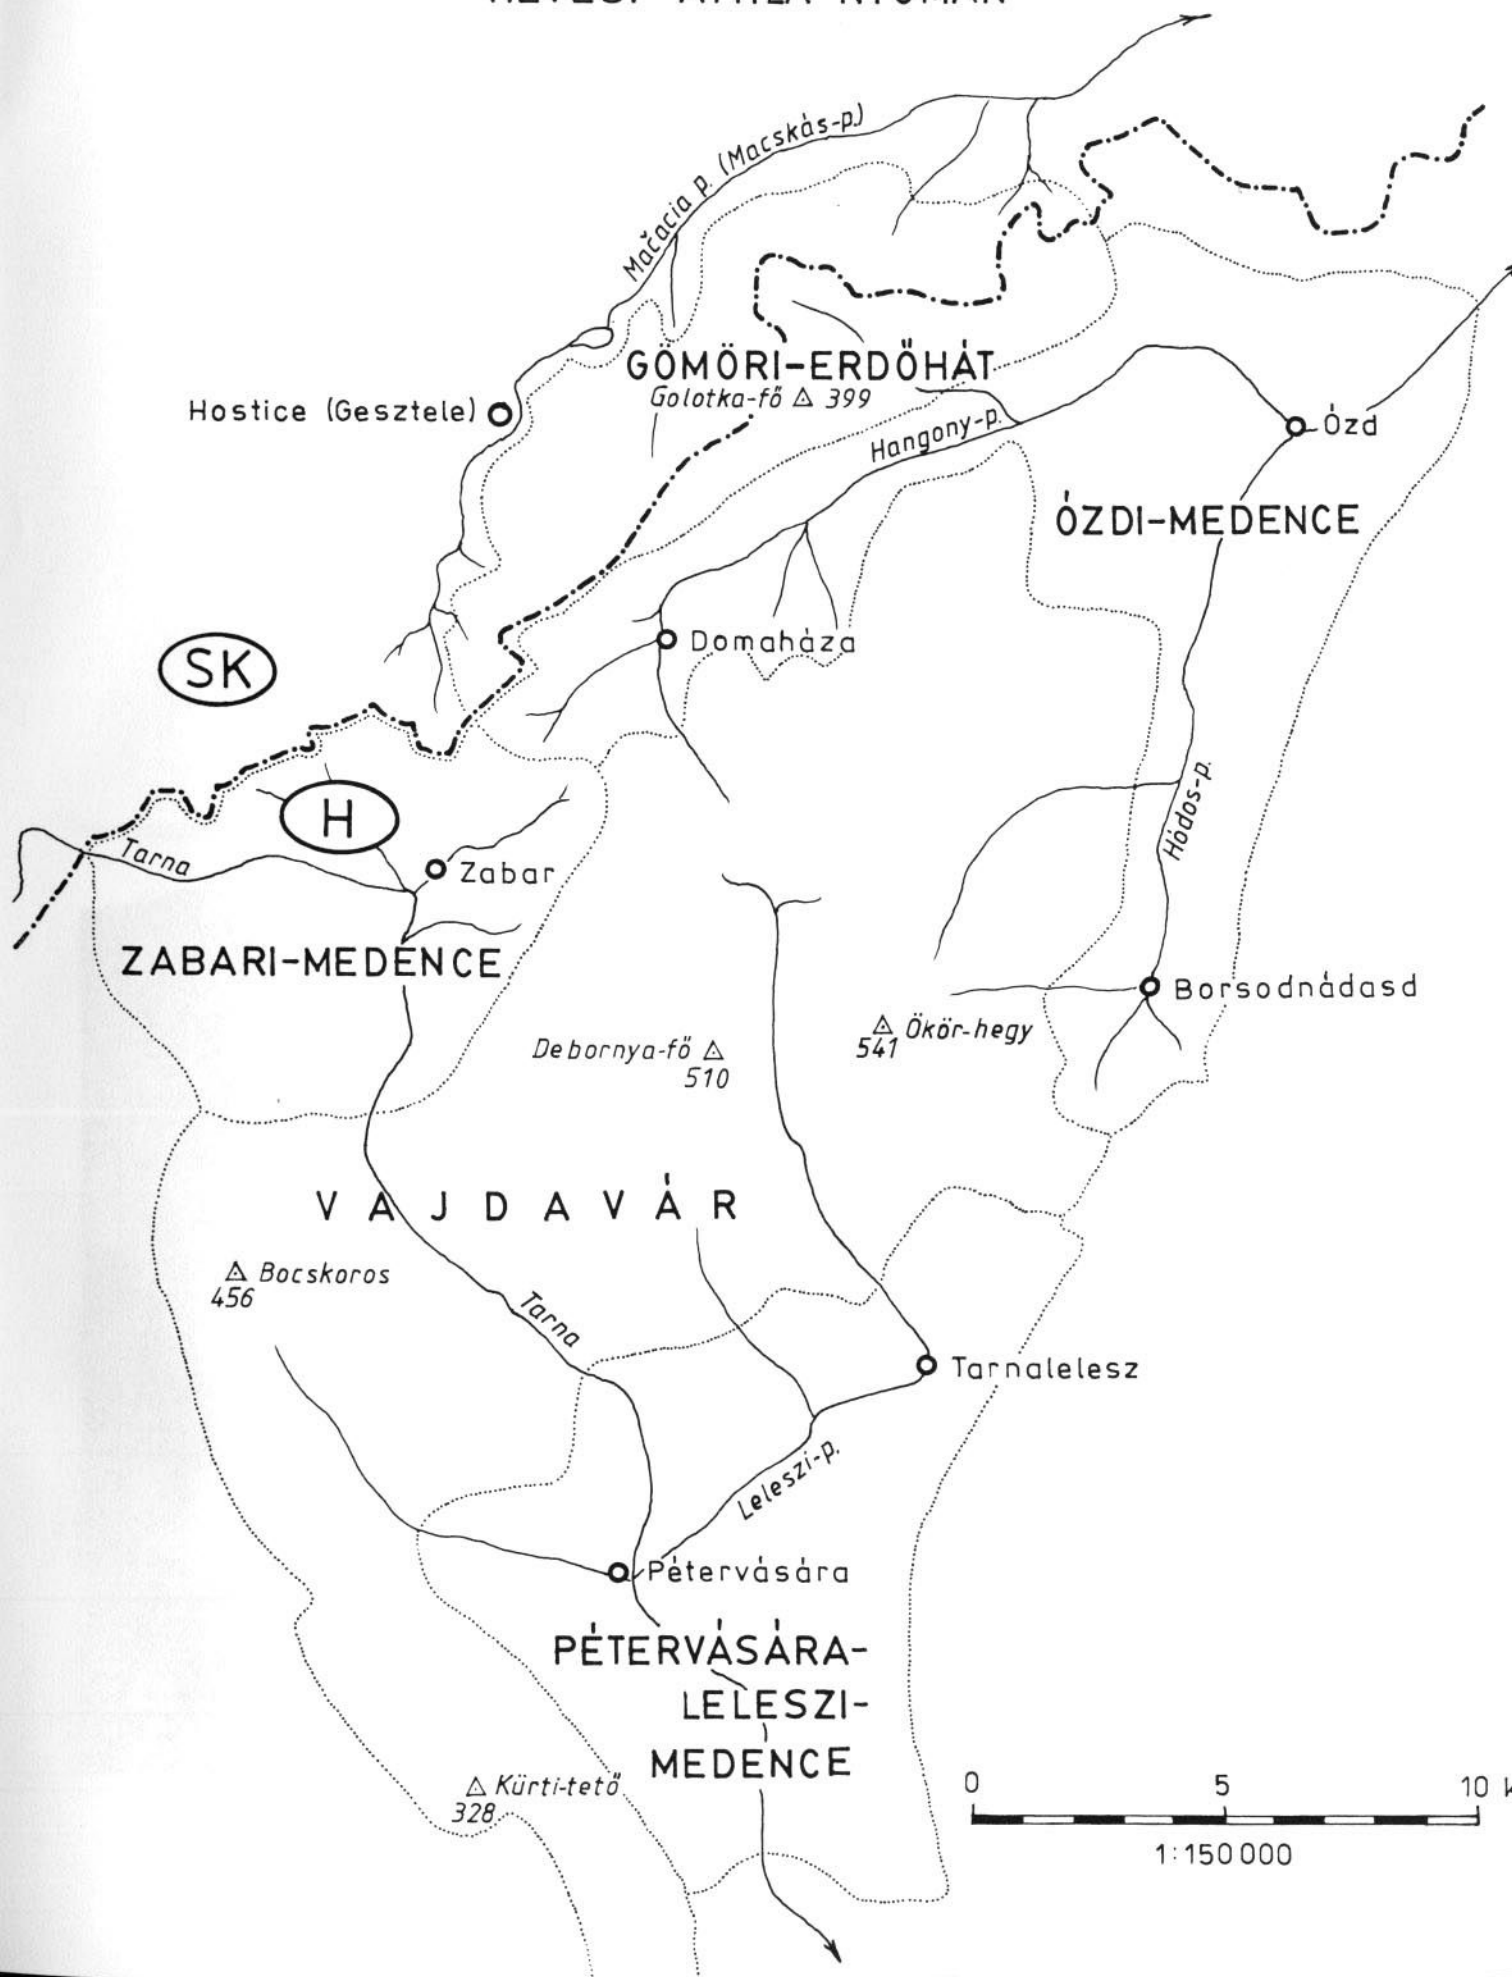 Mačacia p. (Macskás-p.)
GÖMÖRI-ERDŐHÁT
Golotka-fő 399
Hostice (Gesztele)
Hangony-p.
Ózd
ÓZDI-MEDENCE
Domaháza
SK
H
Hódos-p.
Tarna
Zabar
ZABARI-MEDENCE
Borsodnádasd
Ökör-hegy
541
Debornya-fő
510
VAJDAVÁR
Bocskoros
456
Tarna
Tarnalelesz
Leleszi-p.
Pétervására
PÉTERVÁSÁRA-
LELESZI-
MEDENCE
Kürti-tető
328
0 5 10
1:150 000